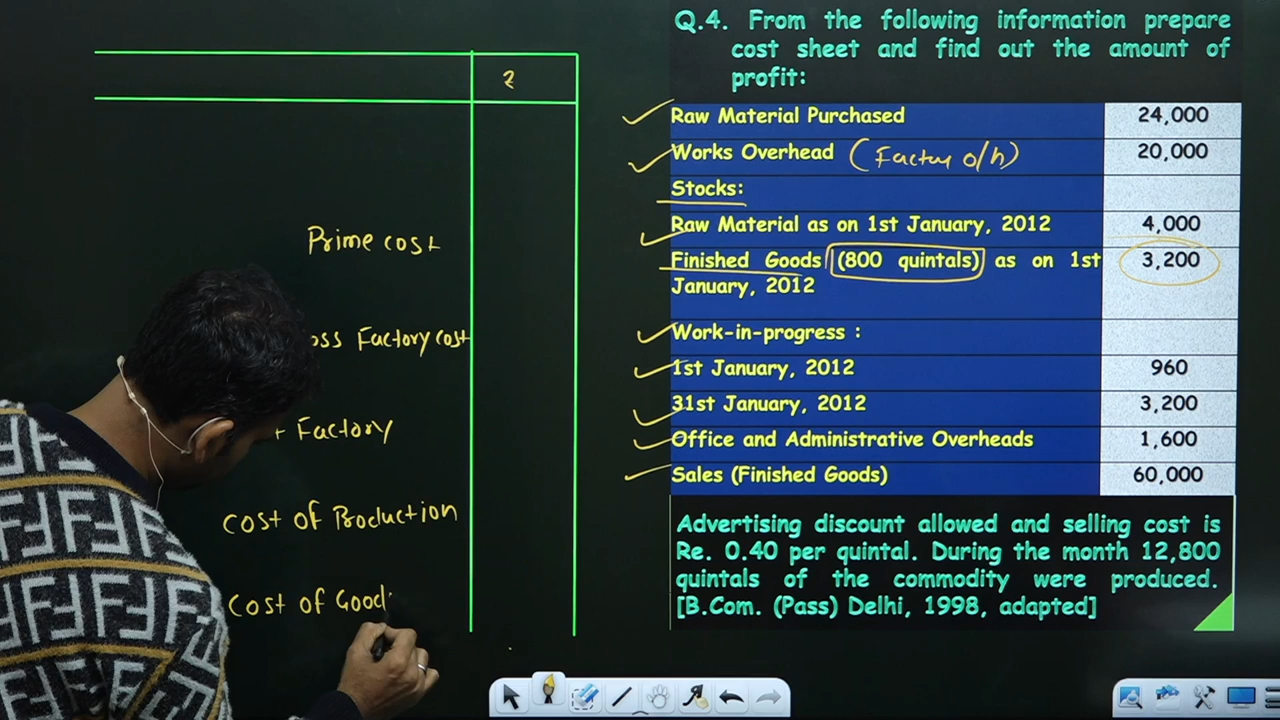 ₹
Prime cost
oss Factory cost
Factory
Cost of Production
Cost of Good
Q.4. From the following information prepare
cost sheet and find out the amount of
profit:
Raw Material Purchased 24,000
Works Overhead (Factory o/h) 20,000
Stocks:
Raw Material as on 1st January, 2012 4,000
Finished Goods (800 quintals) as on 1st 3,200
January, 2012
Work-in-progress :
1st January, 2012 960
31st January, 2012 3,200
Office and Administrative Overheads 1,600
Sales (Finished Goods) 60,000
Advertising discount allowed and selling cost is
Re. 0.40 per quintal. During the month 12,800
quintals of the commodity were produced.
[B.Com. (Pass) Delhi, 1998, adapted]